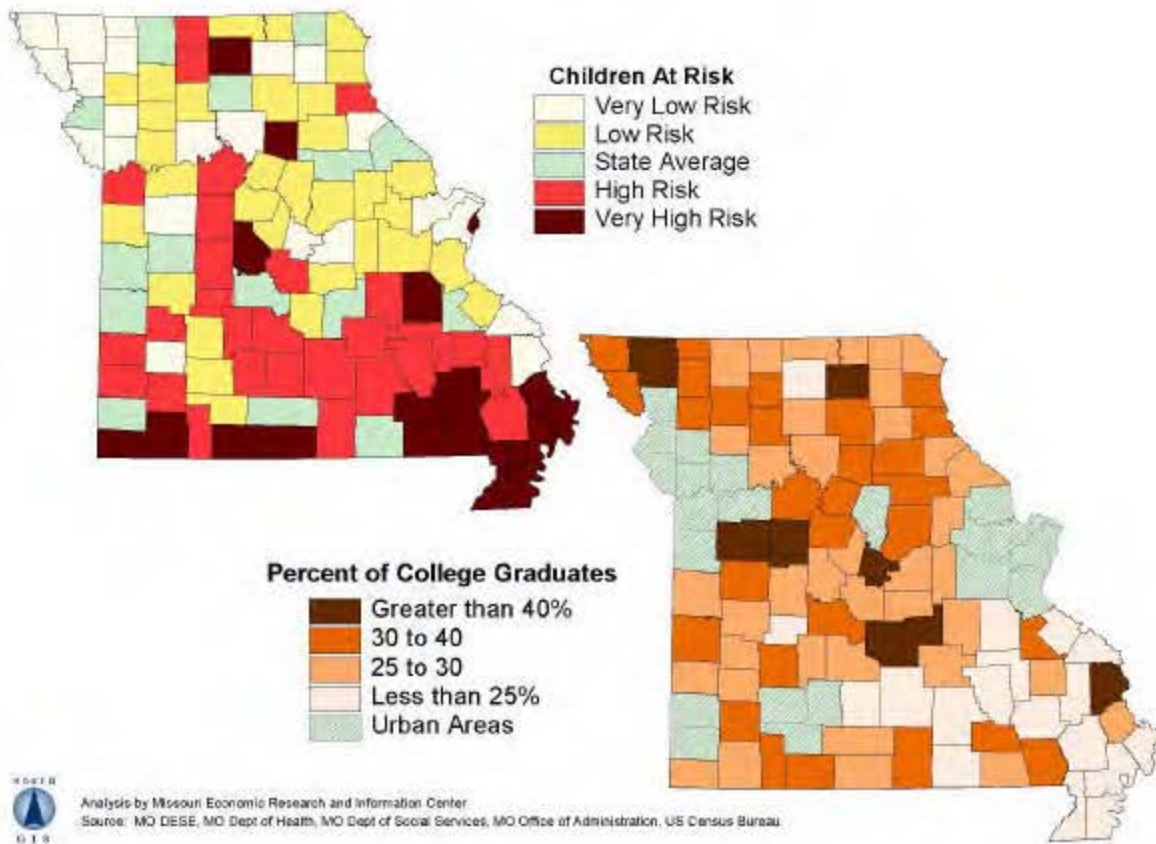 Children At Risk
Very Low Risk
Low Risk
State Average
High Risk
Very High Risk
Percent of College Graduates
Greater than 40%
30 to 40
25 to 30
Less than 25%
Urban Areas
NORTH
GIS
Analysis by Missouri Economic Research and Information Center
Source: MO DESE, MO Dept of Health, MO Dept of Social Services, MO Office of Administration, US Census Bureau